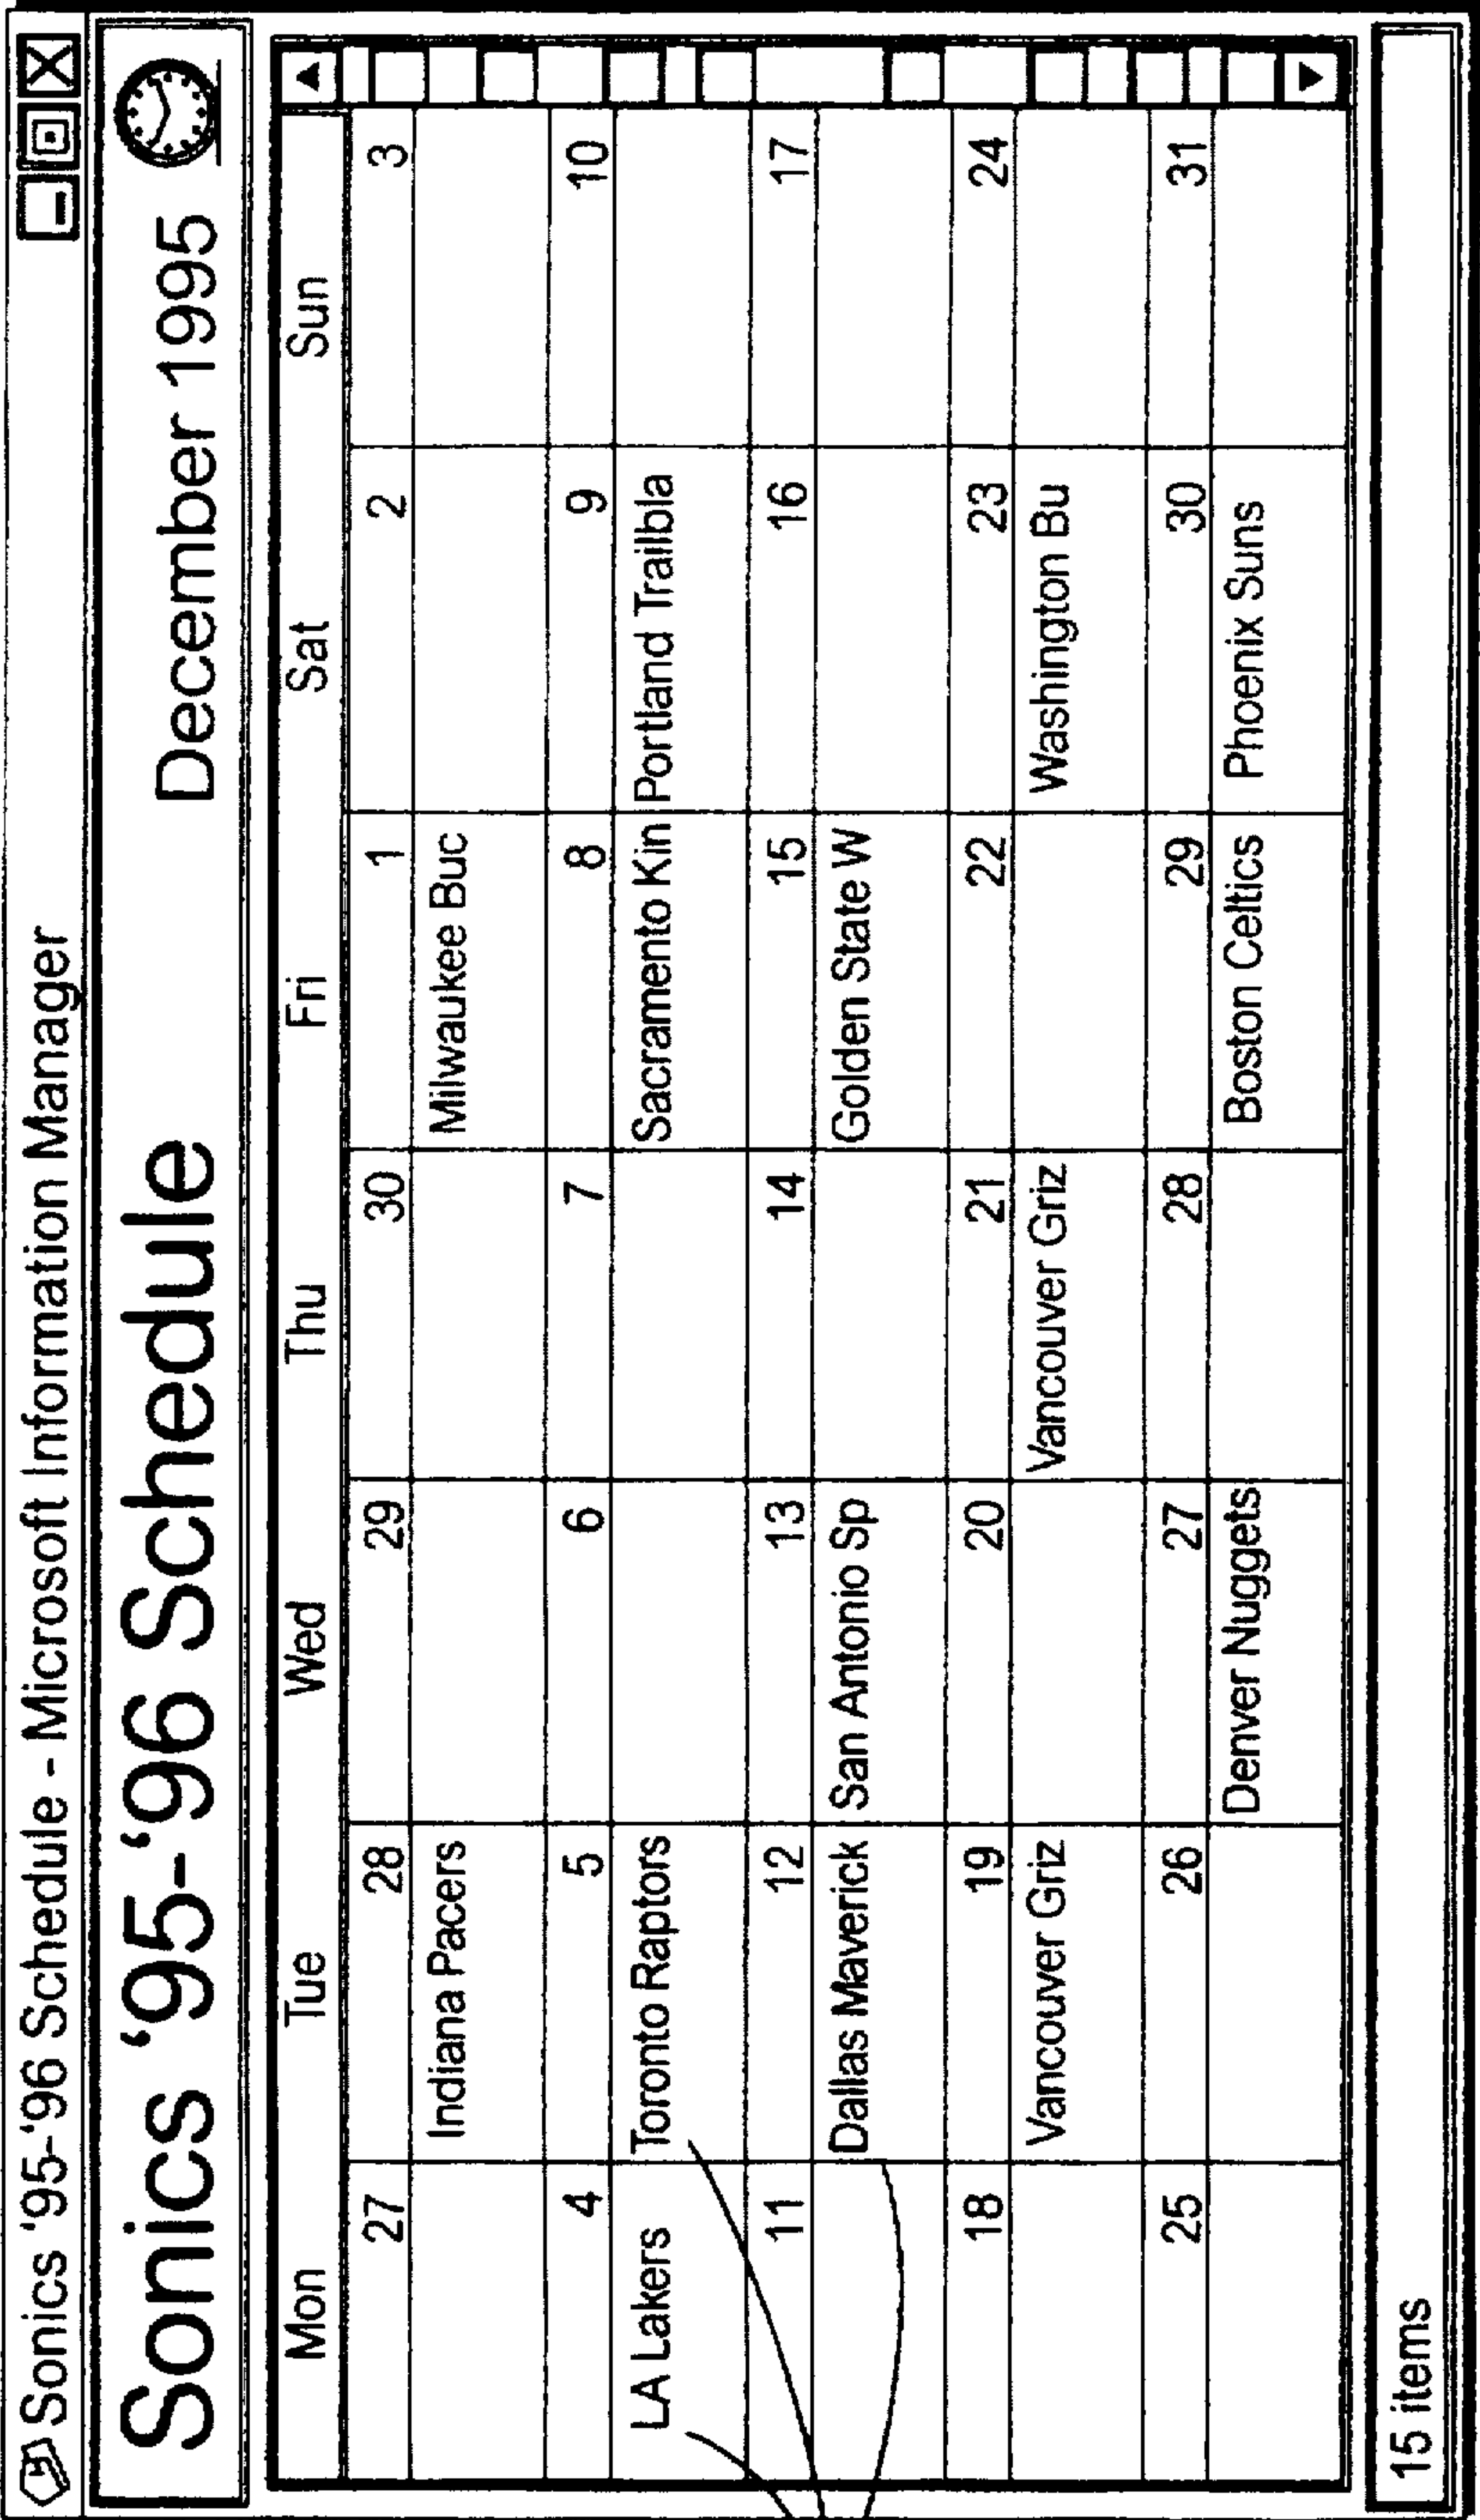 Sonics '95-'96 Schedule - Microsoft Information Manager
Sonics '95-'96 Schedule December 1995
Mon Tue Wed Thu Fri Sat Sun
27 28 29 30 1 2 3
Indiana Pacers Milwaukee Buc
4 5 6 7 8 9 10
LA Lakers Toronto Raptors Sacramento Kin Portland Trailbla
11 12 13 14 15 16 17
Dallas Maverick San Antonio Sp Golden State W
18 19 20 21 22 23 24
Vancouver Griz Vancouver Griz Washington Bu
25 26 27 28 29 30 31
Denver Nuggets Boston Celtics Phoenix Suns
15 items